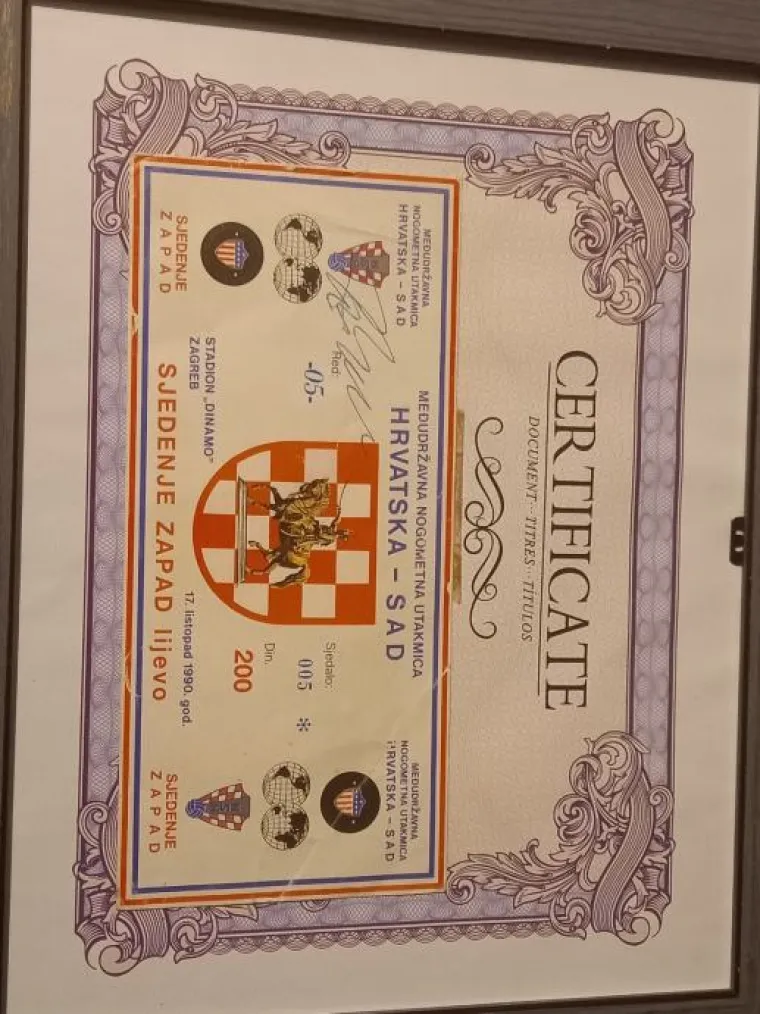 CERTIFICATE
DOCUMENT···TITRES···TÍTULOS
MEĐUDRŽAVNA
NOGOMETNA UTAKMICA
HRVATSKA – SAD
SJEDENJE
ZAPAD
MEĐUDRŽAVNA NOGOMETNA UTAKMICA
HRVATSKA – SAD
Red:
-05-
Sjedalo:
005 *
Din.
200
STADION „DINAMO”
ZAGREB
17. listopad 1990. god.
SJEDENJE ZAPAD lijevo
MEĐUDRŽAVNA
NOGOMETNA UTAKMICA
HRVATSKA – SAD
SJEDENJE
ZAPAD